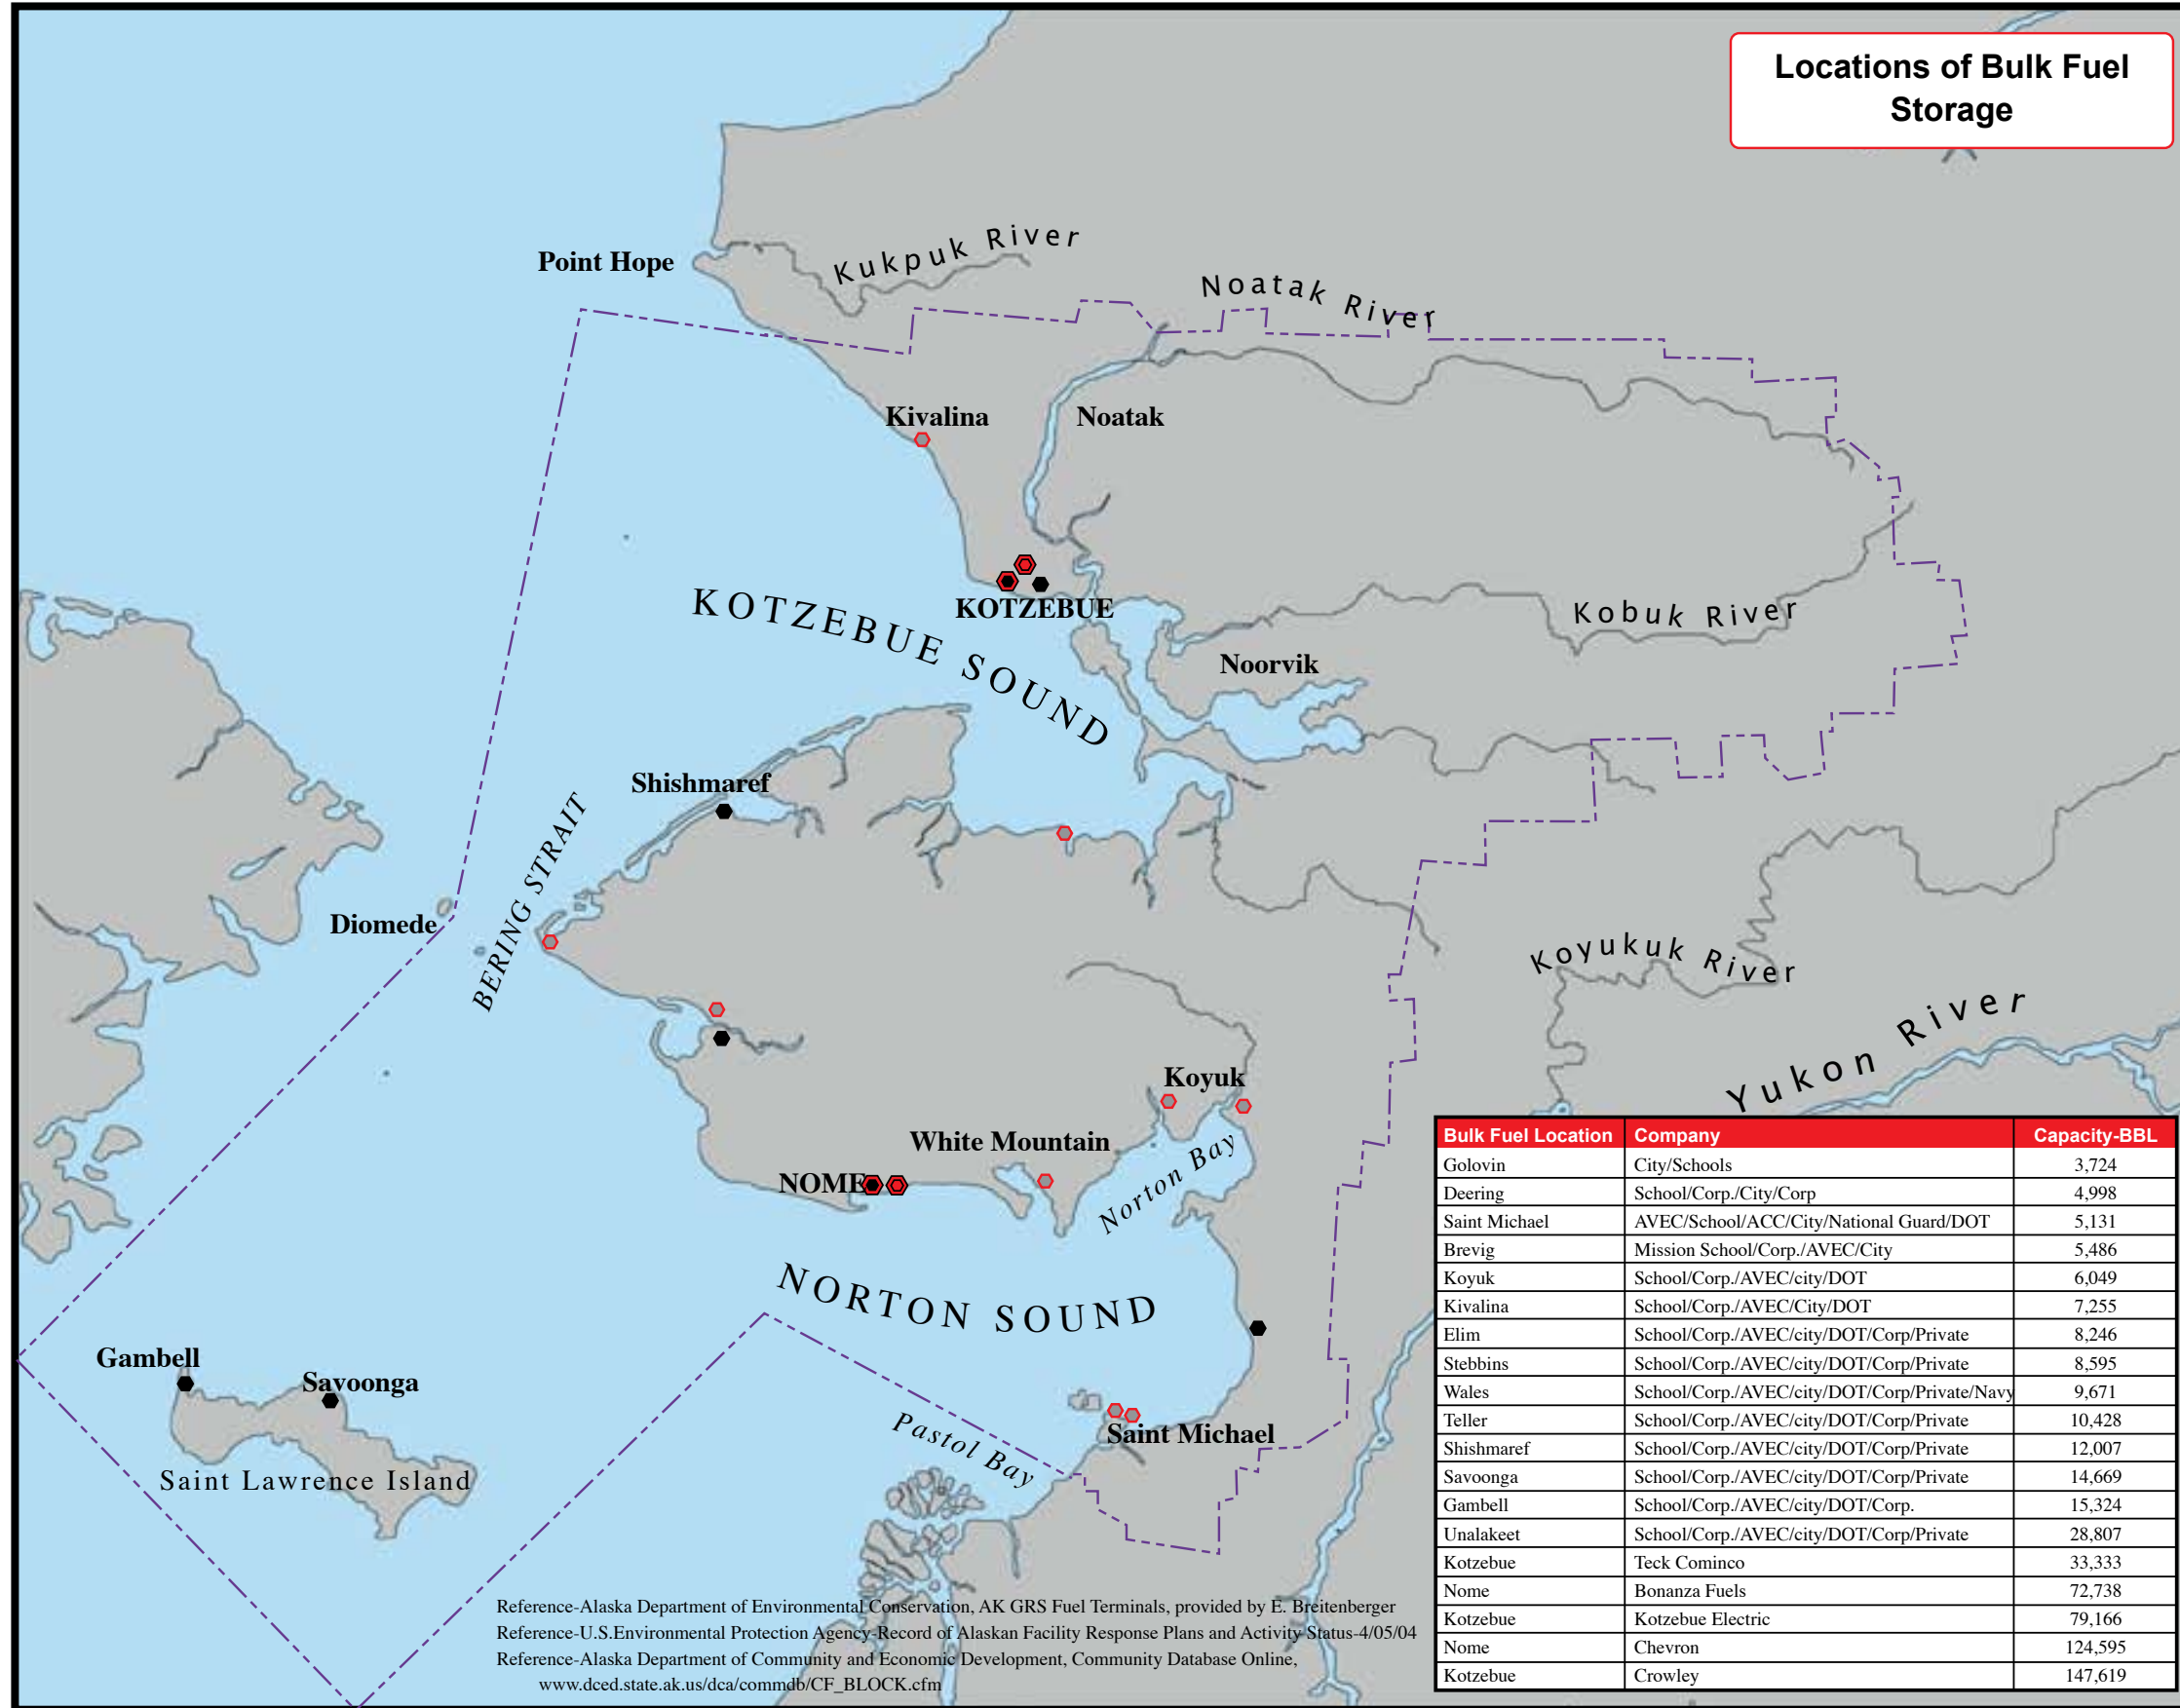 Locations of Bulk Fuel
Storage
Kukpuk River
Point Hope
Noatak River
Kivalina
Noatak
KOTZEBUE
KOTZEBUE SOUND
Kobuk River
Noorvik
Shishmaref
BERING STRAIT
Diomede
Koyukuk River
Yukon River
Koyuk
White Mountain
Norton Bay
NOME
NORTON SOUND
Gambell
Savoonga
Saint Michael
Pastol Bay
Saint Lawrence Island
Bulk Fuel Location Company Capacity-BBL
Golovin City/Schools 3,724
Deering School/Corp./City/Corp 4,998
Saint Michael AVEC/School/ACC/City/National Guard/DOT 5,131
Brevig Mission School/Corp./AVEC/City 5,486
Koyuk School/Corp./AVEC/city/DOT 6,049
Kivalina School/Corp./AVEC/City/DOT 7,255
Elim School/Corp./AVEC/city/DOT/Corp/Private 8,246
Stebbins School/Corp./AVEC/city/DOT/Corp/Private 8,595
Wales School/Corp./AVEC/city/DOT/Corp/Private/Navy 9,671
Teller School/Corp./AVEC/city/DOT/Corp/Private 10,428
Shishmaref School/Corp./AVEC/city/DOT/Corp/Private 12,007
Savoonga School/Corp./AVEC/city/DOT/Corp/Private 14,669
Gambell School/Corp./AVEC/city/DOT/Corp. 15,324
Unalakeet School/Corp./AVEC/city/DOT/Corp/Private 28,807
Kotzebue Teck Cominco 33,333
Nome Bonanza Fuels 72,738
Kotzebue Kotzebue Electric 79,166
Nome Chevron 124,595
Kotzebue Crowley 147,619
Reference-Alaska Department of Environmental Conservation, AK GRS Fuel Terminals, provided by E. Breitenberger
Reference-U.S.Environmental Protection Agency-Record of Alaskan Facility Response Plans and Activity Status-4/05/04
Reference-Alaska Department of Community and Economic Development, Community Database Online,
www.dced.state.ak.us/dca/commdb/CF_BLOCK.cfm